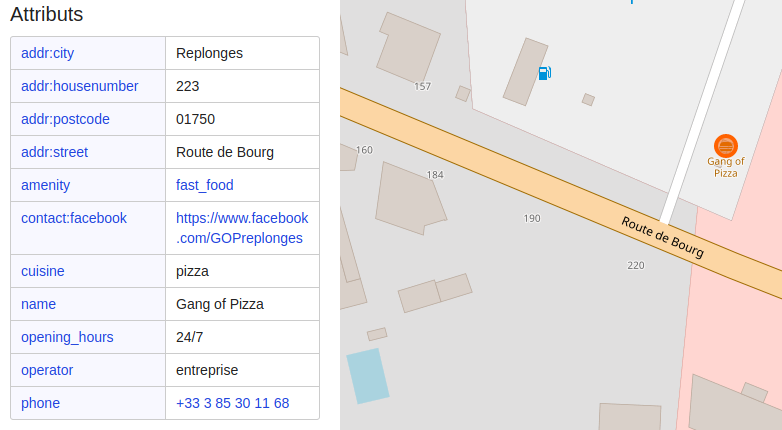 Attributs
addr:city Replonges
addr:housenumber 223
addr:postcode 01750
addr:street Route de Bourg
amenity fast_food
contact:facebook https://www.facebook
.com/GOPreplonges
cuisine pizza
name Gang of Pizza
opening_hours 24/7
operator entreprise
phone +33 3 85 30 11 68
157
160
184
190
220
Route de Bourg
Gang of
Pizza